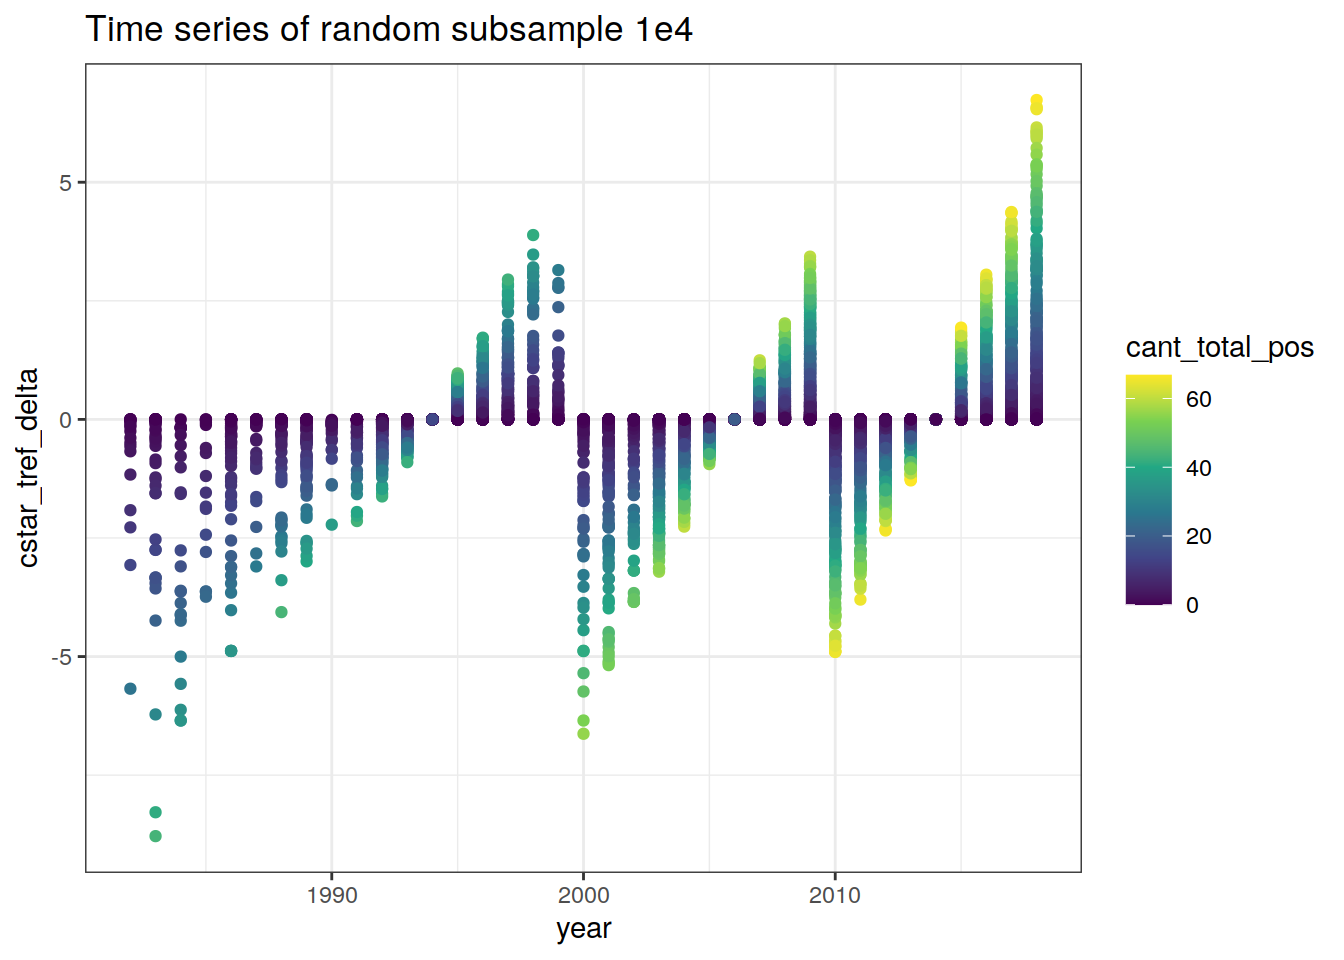 Time series of random subsample 1e4
cstar_tref_delta
5
0
-5
1990
2000
2010
year
cant_total_pos
60
40
20
0